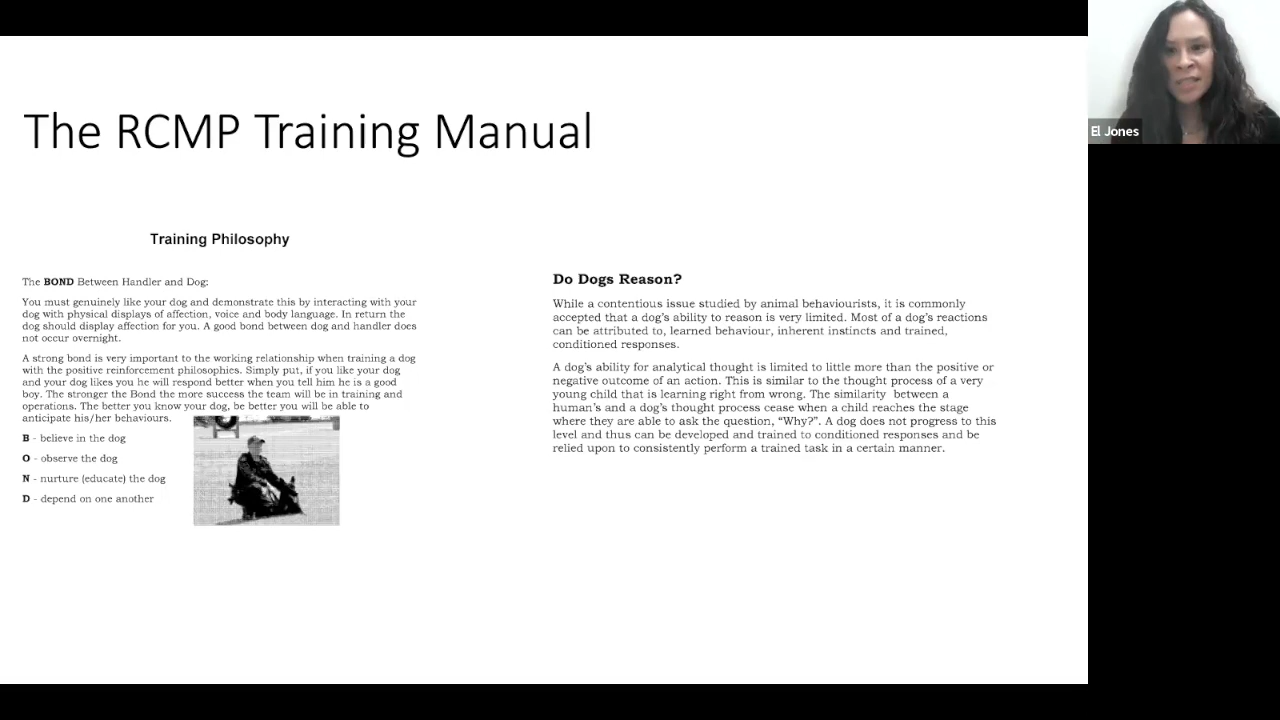 The RCMP Training Manual
Training Philosophy
The BOND Between Handler and Dog:
You must genuinely like your dog and demonstrate this by interacting with your
dog with physical displays of affection, voice and body language. In return the
dog should display affection for you. A good bond between dog and handler does
not occur overnight.
A strong bond is very important to the working relationship when training a dog
with the positive reinforcement philosophies. Simply put, if you like your dog
and your dog likes you he will respond better when you tell him he is a good
boy. The stronger the Bond the more success the team will be in training and
operations. The better you know your dog, be better you will be able to
anticipate his/her behaviours.
B - believe in the dog
O - observe the dog
N - nurture (educate) the dog
D - depend on one another
Do Dogs Reason?
While a contentious issue studied by animal behaviourists, it is commonly
accepted that a dog's ability to reason is very limited. Most of a dog's reactions
can be attributed to, learned behaviour, inherent instincts and trained,
conditioned responses.
A dog's ability for analytical thought is limited to little more than the positive or
negative outcome of an action. This is similar to the thought process of a very
young child that is learning right from wrong. The similarity between a
human's and a dog's thought process cease when a child reaches the stage
where they are able to ask the question, "Why?". A dog does not progress to this
level and thus can be developed and trained to conditioned responses and be
relied upon to consistently perform a trained task in a certain manner.
El Jones